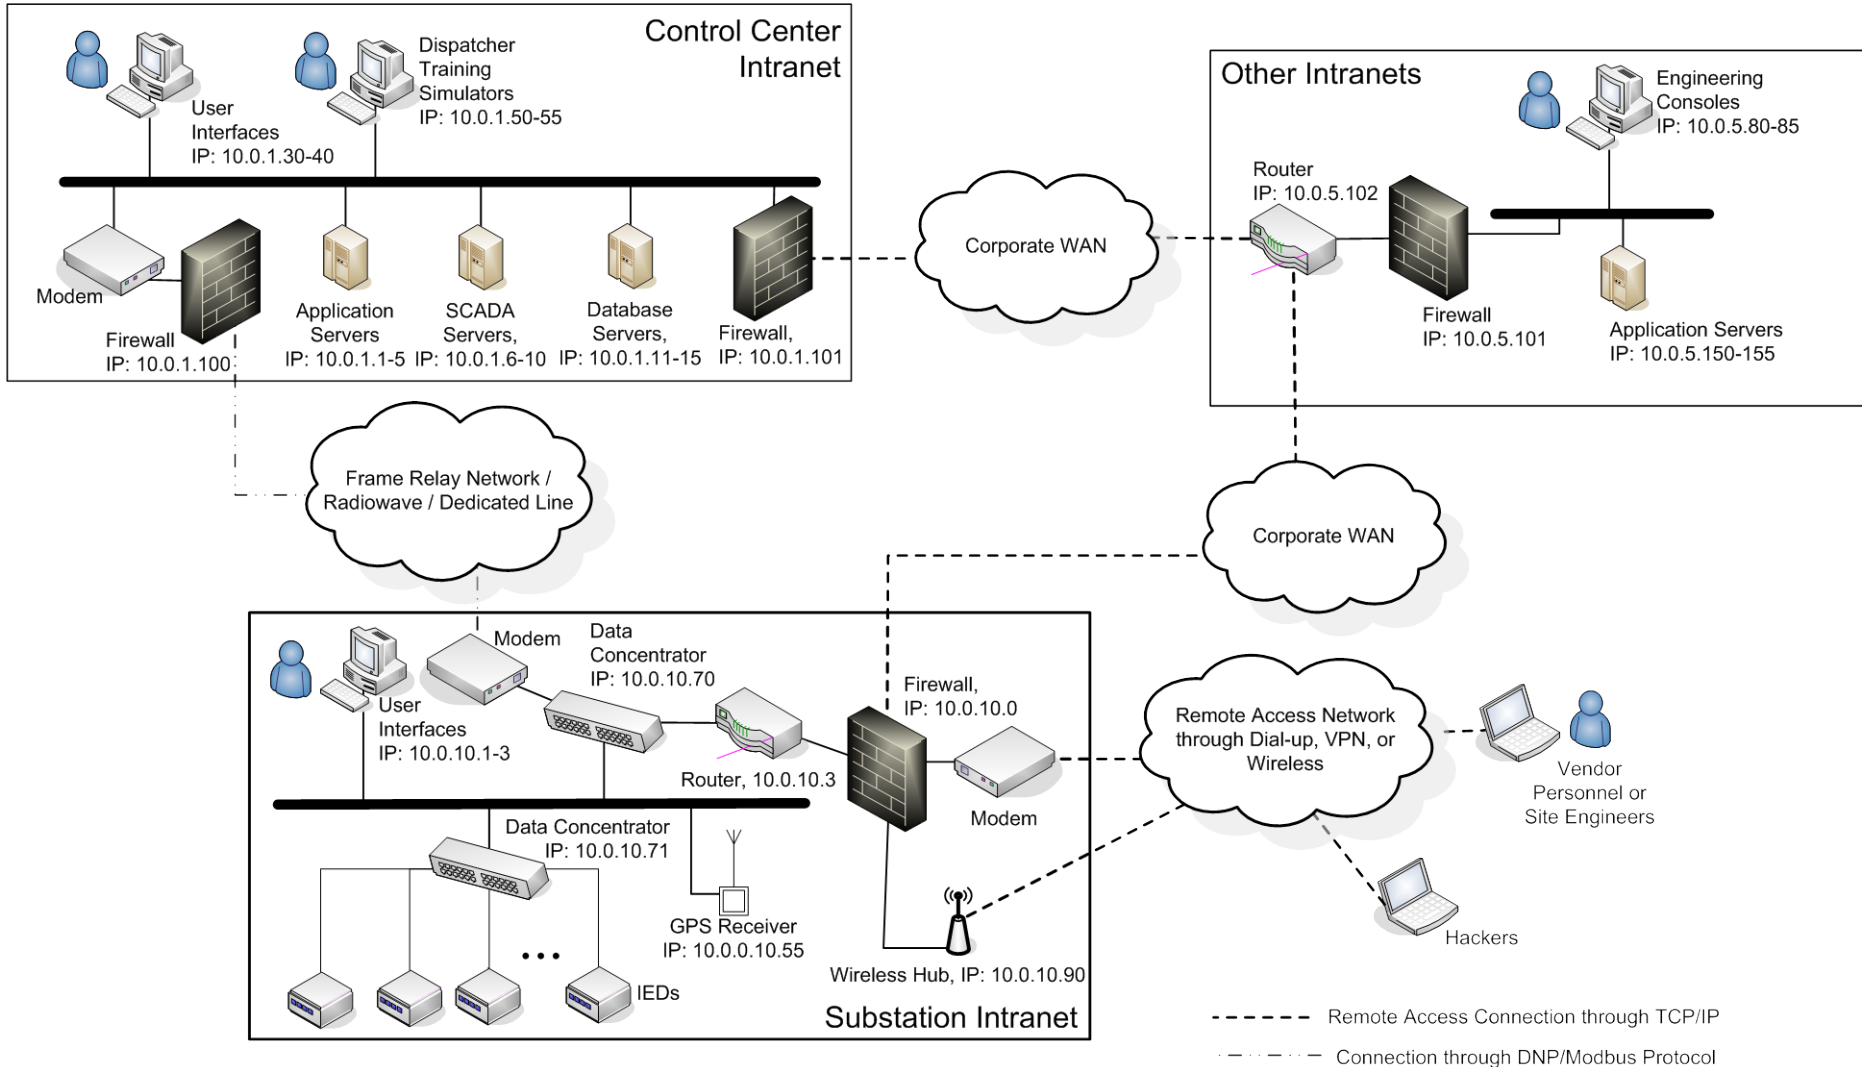 Control Center
Intranet
User
Interfaces
IP: 10.0.1.30-40
Dispatcher
Training
Simulators
IP: 10.0.1.50-55
Modem
Firewall
IP: 10.0.1.100
Application
Servers
IP: 10.0.1.1-5
SCADA
Servers,
IP: 10.0.1.6-10
Database
Servers,
IP: 10.0.1.11-15
Firewall,
IP: 10.0.1.101
Corporate WAN
Other Intranets
Engineering
Consoles
IP: 10.0.5.80-85
Router
IP: 10.0.5.102
Firewall
IP: 10.0.5.101
Application Servers
IP: 10.0.5.150-155
Frame Relay Network /
Radiowave / Dedicated Line
Corporate WAN
User
Interfaces
IP: 10.0.10.1-3
Modem
Data
Concentrator
IP: 10.0.10.70
Router, 10.0.10.3
Firewall,
IP: 10.0.10.0
Modem
Data Concentrator
IP: 10.0.10.71
GPS Receiver
IP: 10.0.0.10.55
IEDs
Wireless Hub, IP: 10.0.10.90
Substation Intranet
Remote Access Network
through Dial-up, VPN, or
Wireless
Vendor
Personnel or
Site Engineers
Hackers
Remote Access Connection through TCP/IP
Connection through DNP/Modbus Protocol